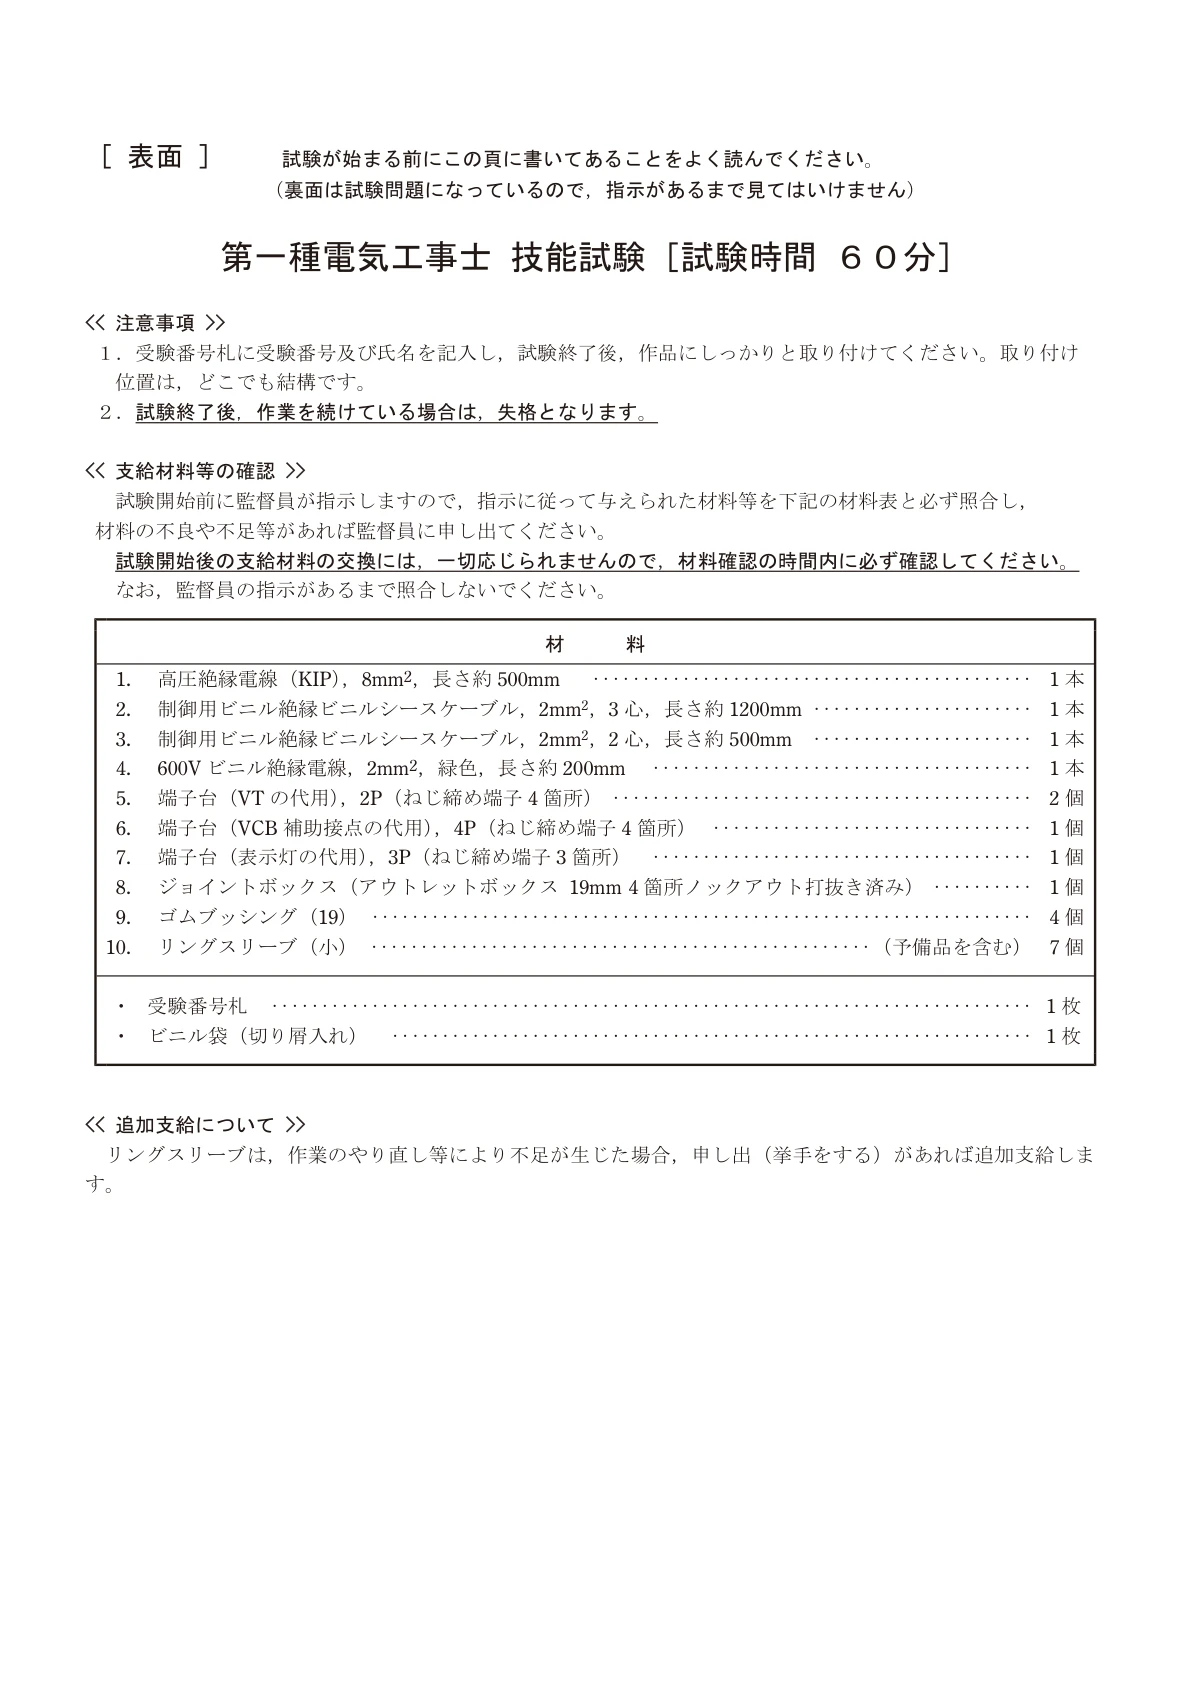 ［ 表面 ］ 試験が始まる前にこの頁に書いてあることをよく読んでください。
（裏面は試験問題になっているので，指示があるまで見てはいけません）
第一種電気工事士 技能試験［試験時間 ６０分］
≪ 注意事項 ≫
１．受験番号札に受験番号及び氏名を記入し，試験終了後，作品にしっかりと取り付けてください。取り付け
位置は，どこでも結構です。
２．試験終了後，作業を続けている場合は，失格となります。
≪ 支給材料等の確認 ≫
試験開始前に監督員が指示しますので，指示に従って与えられた材料等を下記の材料表と必ず照合し，
材料の不良や不足等があれば監督員に申し出てください。
試験開始後の支給材料の交換には，一切応じられませんので，材料確認の時間内に必ず確認してください。
なお，監督員の指示があるまで照合しないでください。
材 料
1. 高圧絶縁電線（KIP），8mm²，長さ約 500mm ‥‥‥‥‥‥‥‥‥‥ 1 本
2. 制御用ビニル絶縁ビニルシースケーブル，2mm²，3 心，長さ約 1200mm ‥‥‥‥‥‥‥‥‥‥ 1 本
3. 制御用ビニル絶縁ビニルシースケーブル，2mm²，2 心，長さ約 500mm ‥‥‥‥‥‥‥‥‥‥ 1 本
4. 600V ビニル絶縁電線，2mm²，緑色，長さ約 200mm ‥‥‥‥‥‥‥‥‥‥ 1 本
5. 端子台（VT の代用），2P（ねじ締め端子 4 箇所） ‥‥‥‥‥‥‥‥‥‥ 2 個
6. 端子台（VCB 補助接点の代用），4P（ねじ締め端子 4 箇所） ‥‥‥‥‥‥‥‥‥‥ 1 個
7. 端子台（表示灯の代用），3P（ねじ締め端子 3 箇所） ‥‥‥‥‥‥‥‥‥‥ 1 個
8. ジョイントボックス（アウトレットボックス 19mm 4 箇所ノックアウト打抜き済み） ‥‥‥‥‥ 1 個
9. ゴムブッシング（19） ‥‥‥‥‥‥‥‥‥‥ 4 個
10. リングスリーブ（小） ‥‥‥‥‥‥‥‥‥‥（予備品を含む） 7 個
・ 受験番号札 ‥‥‥‥‥‥‥‥‥‥ 1 枚
・ ビニル袋（切り屑入れ） ‥‥‥‥‥‥‥‥‥‥ 1 枚
≪ 追加支給について ≫
リングスリーブは，作業のやり直し等により不足が生じた場合，申し出（挙手をする）があれば追加支給しま
す。